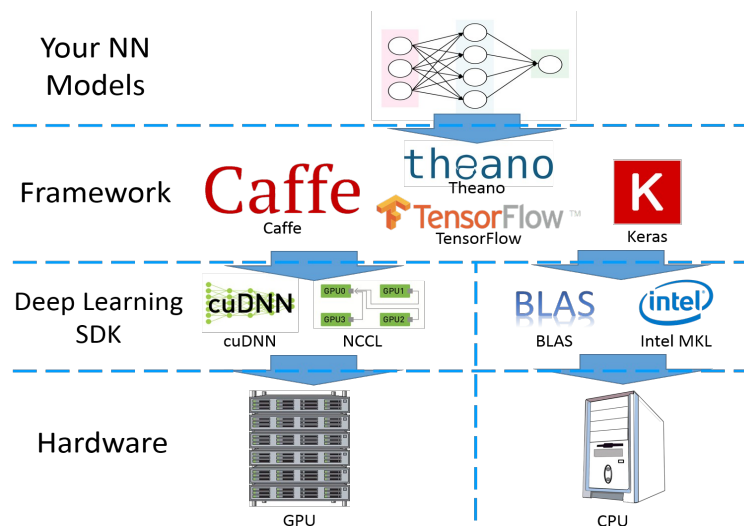 Your NN
Models
Framework
Caffe
Caffe
theano
Theano
TensorFlow ™
TensorFlow
K
Keras
Deep Learning
SDK
cuDNN
cuDNN
GPU0
GPU1
GPU3
GPU2
NCCL
BLAS
BLAS
intel
Intel MKL
Hardware
GPU
CPU